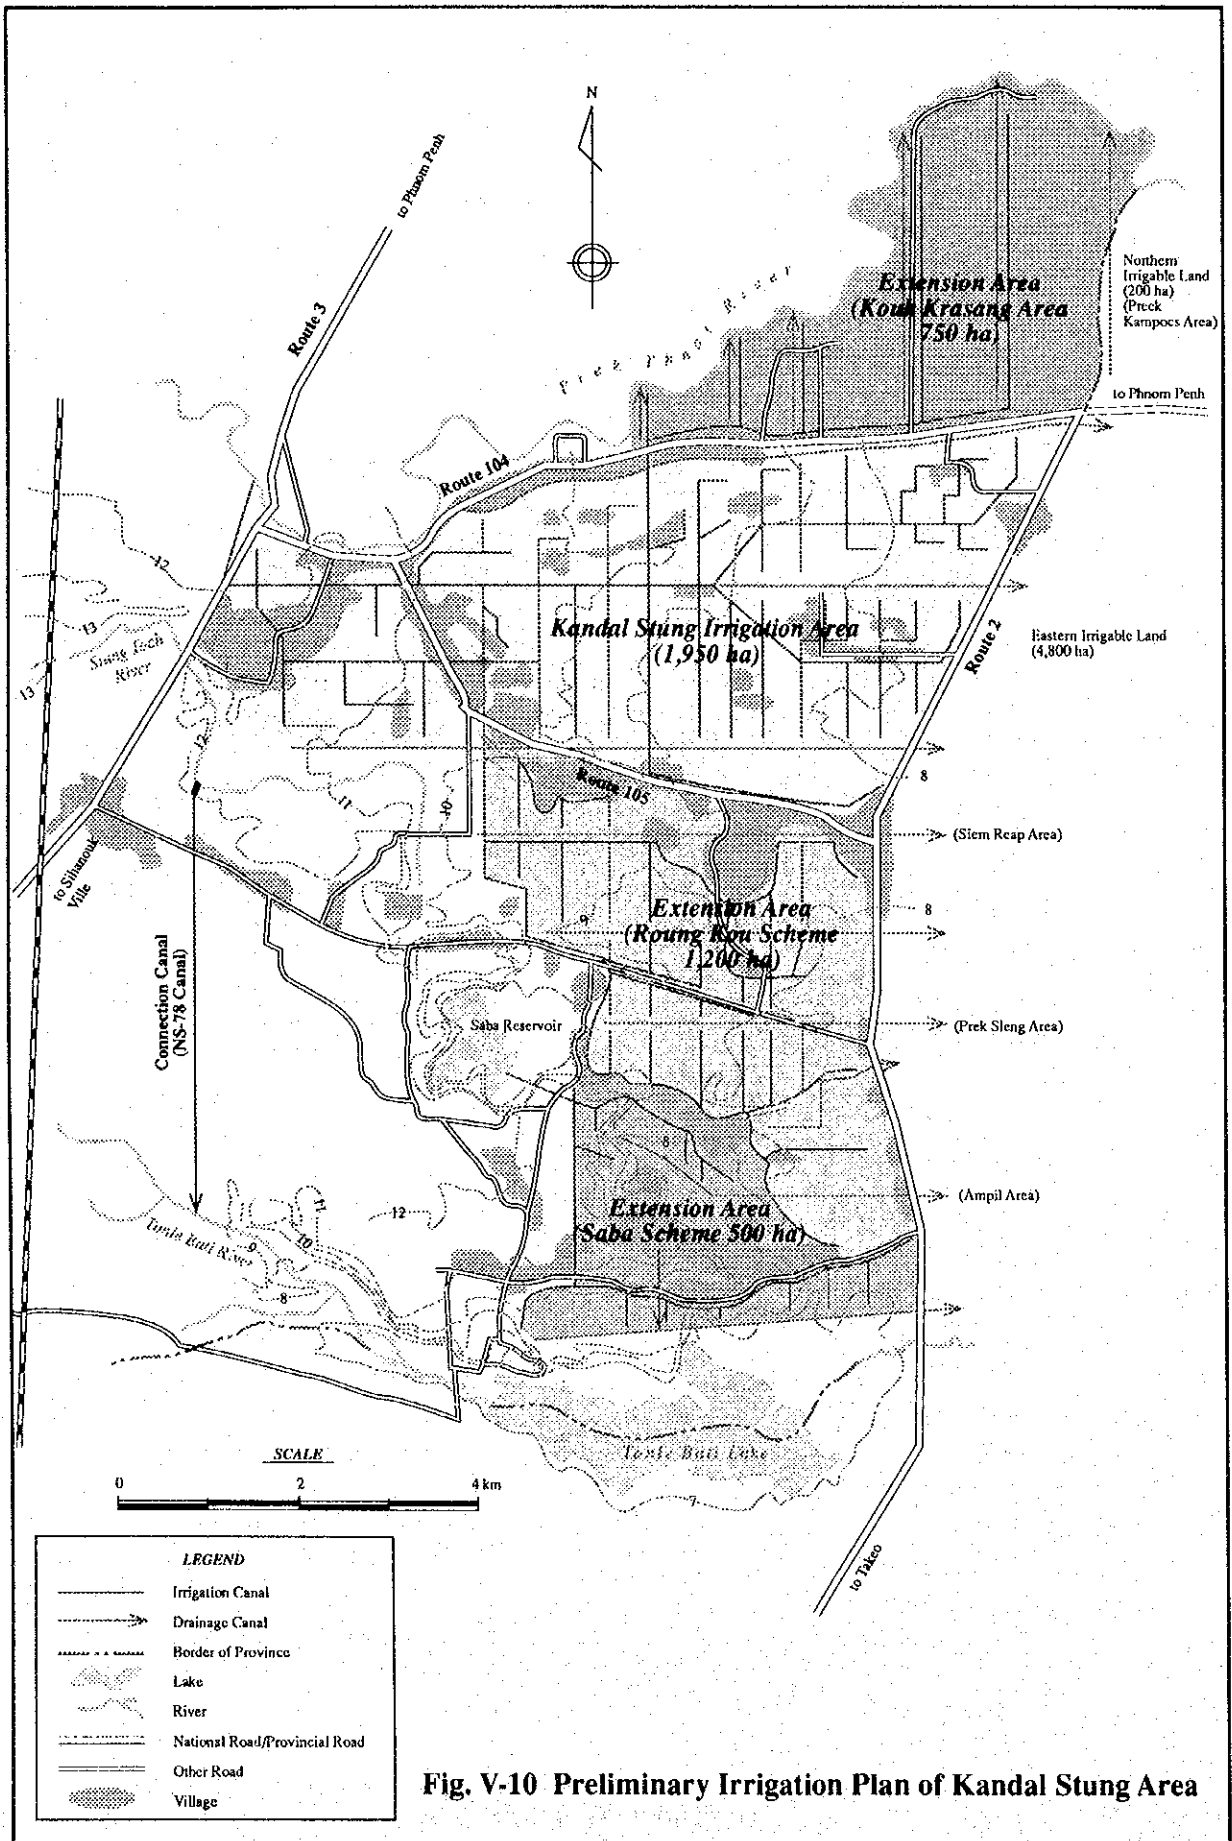 N
to Phnom Penh
Route 3
Prek Thnot River
Extension Area
(Kouk Krasang Area
750 ha)
Northern
Irrigable Land
(200 ha)
(Preck
Kampocs Area)
to Phnom Penh
Route 104
12
13
Stung Toch
River
13
Kandal Stung Irrigation Area
(1,950 ha)
Eastern Irrigable Land
(4,800 ha)
Route 2
12
11
10
Route 105
8
(Siem Reap Area)
to Sihanouk
Ville
Extension Area
(Roung Kou Scheme
1,200 ha)
9
8
Connection Canal
(NS-78 Canal)
Saba Reservoir
(Prek Sleng Area)
8
(Ampil Area)
Extension Area
(Saba Scheme 500 ha)
11
12
10
9
8
Tonle Bati River
Tonle Bati Lake
7
to Takeo
SCALE
0 2 4 km
LEGEND
Irrigation Canal
Drainage Canal
Border of Province
Lake
River
National Road/Provincial Road
Other Road
Village
Fig. V-10 Preliminary Irrigation Plan of Kandal Stung Area